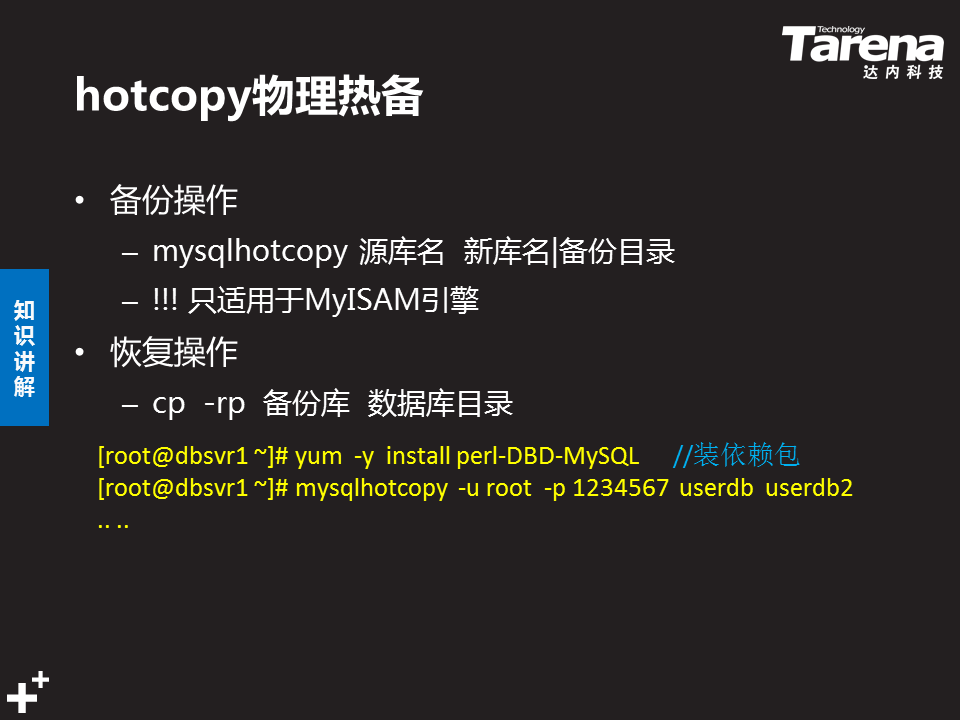 Technology
Tarena
达内科技
hotcopy物理热备
• 备份操作
– mysqlhotcopy 源库名 新库名|备份目录
– !!! 只适用于MyISAM引擎
知识讲解
• 恢复操作
– cp -rp 备份库 数据库目录
[root@dbsvr1 ~]# yum -y install perl-DBD-MySQL //装依赖包
[root@dbsvr1 ~]# mysqlhotcopy -u root -p 1234567 userdb userdb2
.. ..